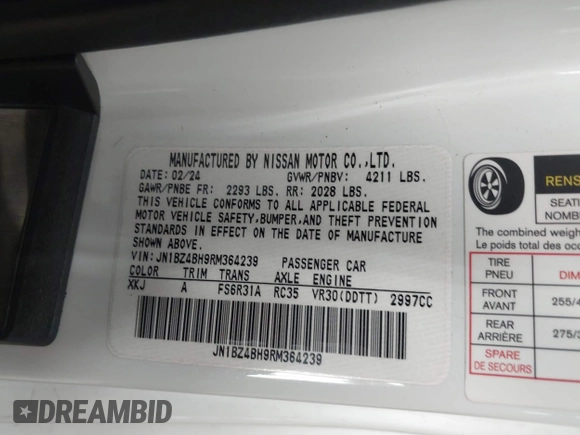 MANUFACTURED BY NISSAN MOTOR CO.,LTD.
DATE: 02/24 GVWR/PNBV: 4211 LBS.
GAWR/PNBE FR: 2293 LBS. RR: 2028 LBS.
THIS VEHICLE CONFORMS TO ALL APPLICABLE FEDERAL
MOTOR VEHICLE SAFETY,BUMPER,AND THEFT PREVENTION
STANDARDS IN EFFECT ON THE DATE OF MANUFACTURE
SHOWN ABOVE.
VIN: JN1BZ4BH9RM364239 PASSENGER CAR
COLOR TRIM TRANS AXLE ENGINE
XKJ A FS6R31A RC35 VR30(DDTT) 2997CC
JN1BZ4BH9RM364239
RENS
SEATI
NOMB
The combined weigh
Le poids total des oc
TIRE
PNEU
DIM
FRONT
AVANT
255/4
REAR
ARRIÈRE
275/3
SPARE
DE SECOURS
DREAMBID